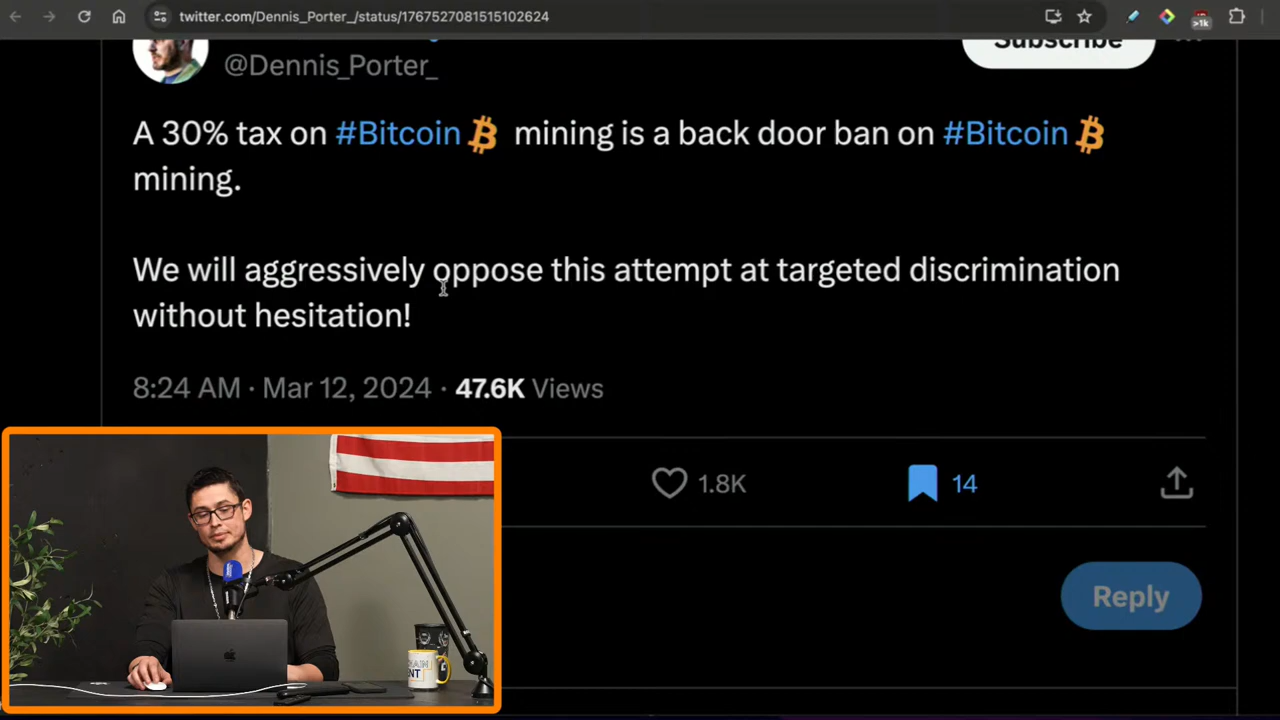 twitter.com/Dennis_Porter_/status/1767527081515102624
>1k
Subscribe
@Dennis_Porter_
A 30% tax on #Bitcoin mining is a back door ban on #Bitcoin
mining.
We will aggressively oppose this attempt at targeted discrimination
without hesitation!
8:24 AM · Mar 12, 2024 · 47.6K Views
1.8K
14
Reply